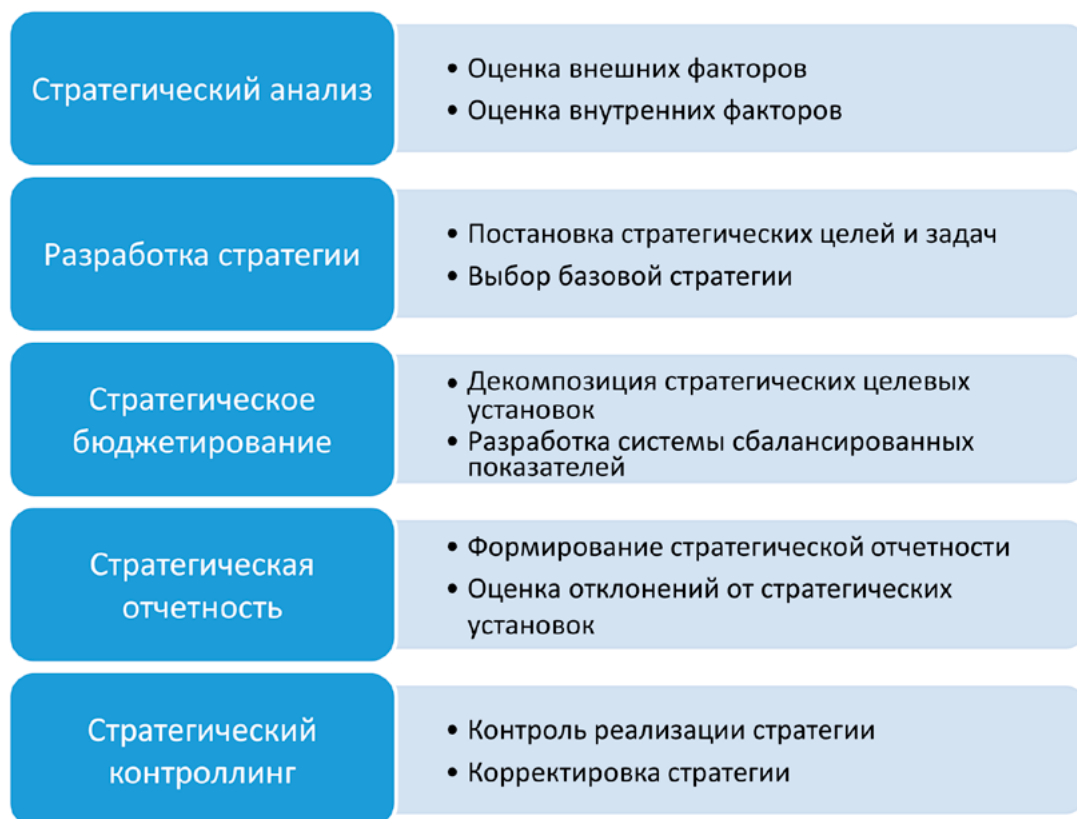 Стратегический анализ
• Оценка внешних факторов
• Оценка внутренних факторов
Разработка стратегии
• Постановка стратегических целей и задач
• Выбор базовой стратегии
Стратегическое
бюджетирование
• Декомпозиция стратегических целевых
установок
• Разработка системы сбалансированных
показателей
Стратегическая
отчетность
• Формирование стратегической отчетности
• Оценка отклонений от стратегических
установок
Стратегический
контроллинг
• Контроль реализации стратегии
• Корректировка стратегии